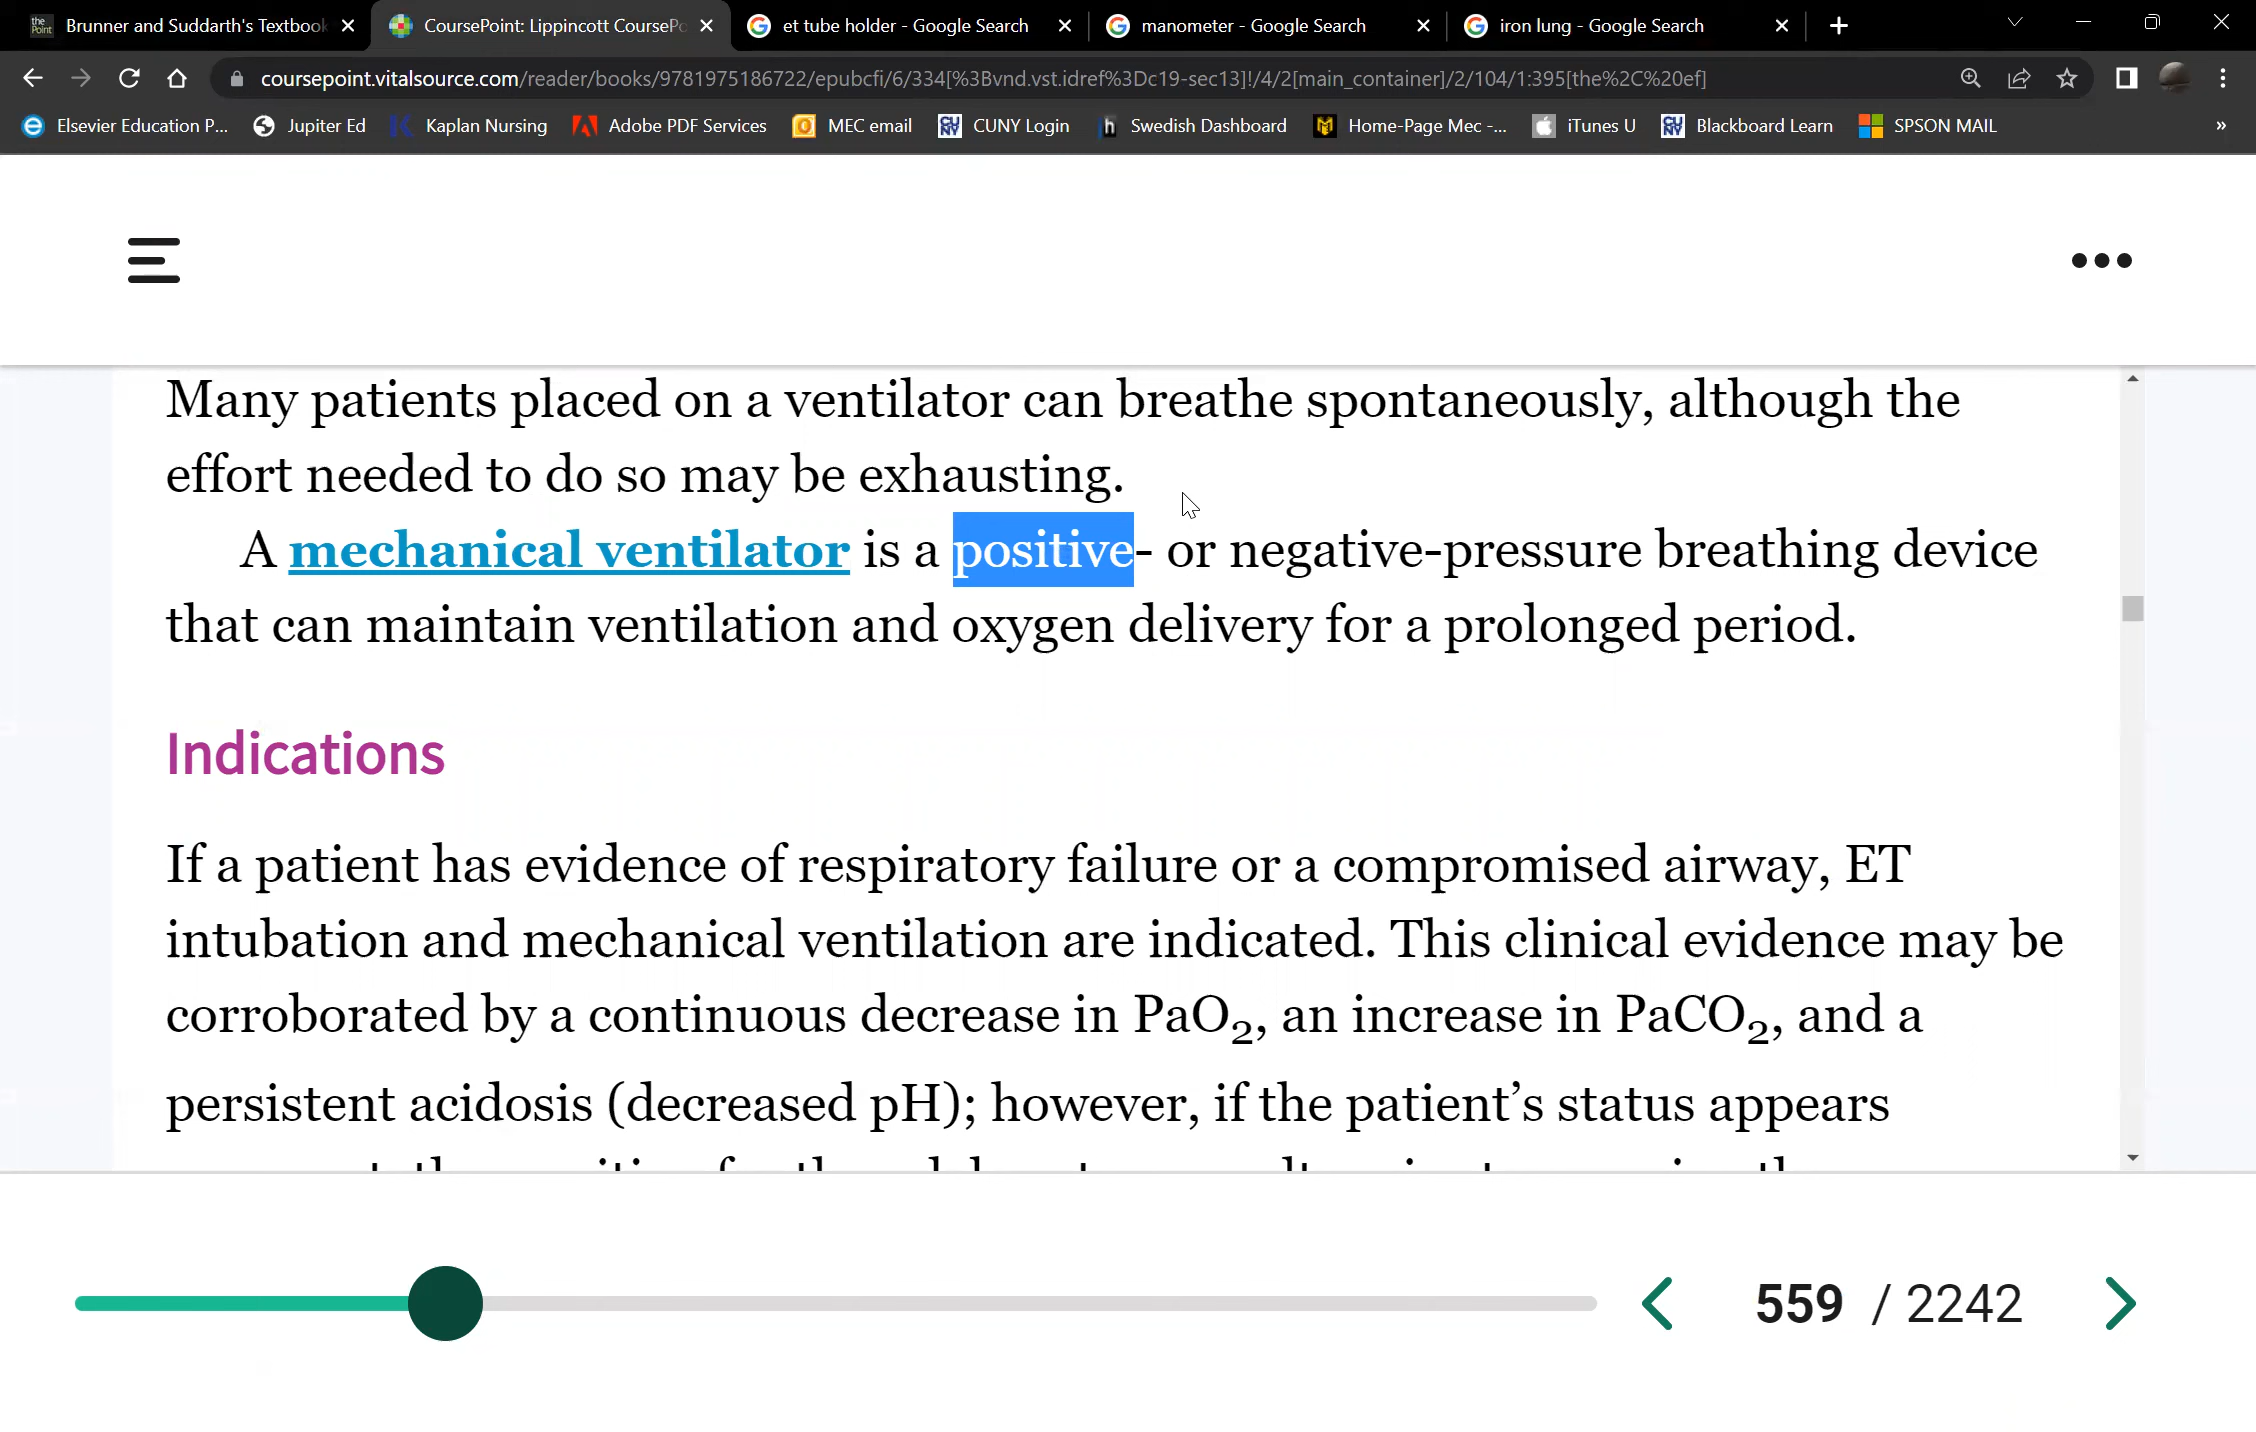 the Point Brunner and Suddarth's Textbook
CoursePoint: Lippincott CoursePo
et tube holder - Google Search
manometer - Google Search
iron lung - Google Search
coursepoint.vitalsource.com/reader/books/9781975186722/epubcfi/6/334[%3Bvnd.vst.idref%3Dc19-sec13]!/4/2[main_container]/2/104/1:395[the%2C%20ef]
Elsevier Education P...
Jupiter Ed
Kaplan Nursing
Adobe PDF Services
MEC email
CUNY Login
Swedish Dashboard
Home-Page Mec -...
iTunes U
Blackboard Learn
SPSON MAIL
»
Many patients placed on a ventilator can breathe spontaneously, although the
effort needed to do so may be exhausting.
A mechanical ventilator is a positive- or negative-pressure breathing device
that can maintain ventilation and oxygen delivery for a prolonged period.
Indications
If a patient has evidence of respiratory failure or a compromised airway, ET
intubation and mechanical ventilation are indicated. This clinical evidence may be
corroborated by a continuous decrease in PaO₂, an increase in PaCO₂, and a
persistent acidosis (decreased pH); however, if the patient’s status appears
559 / 2242